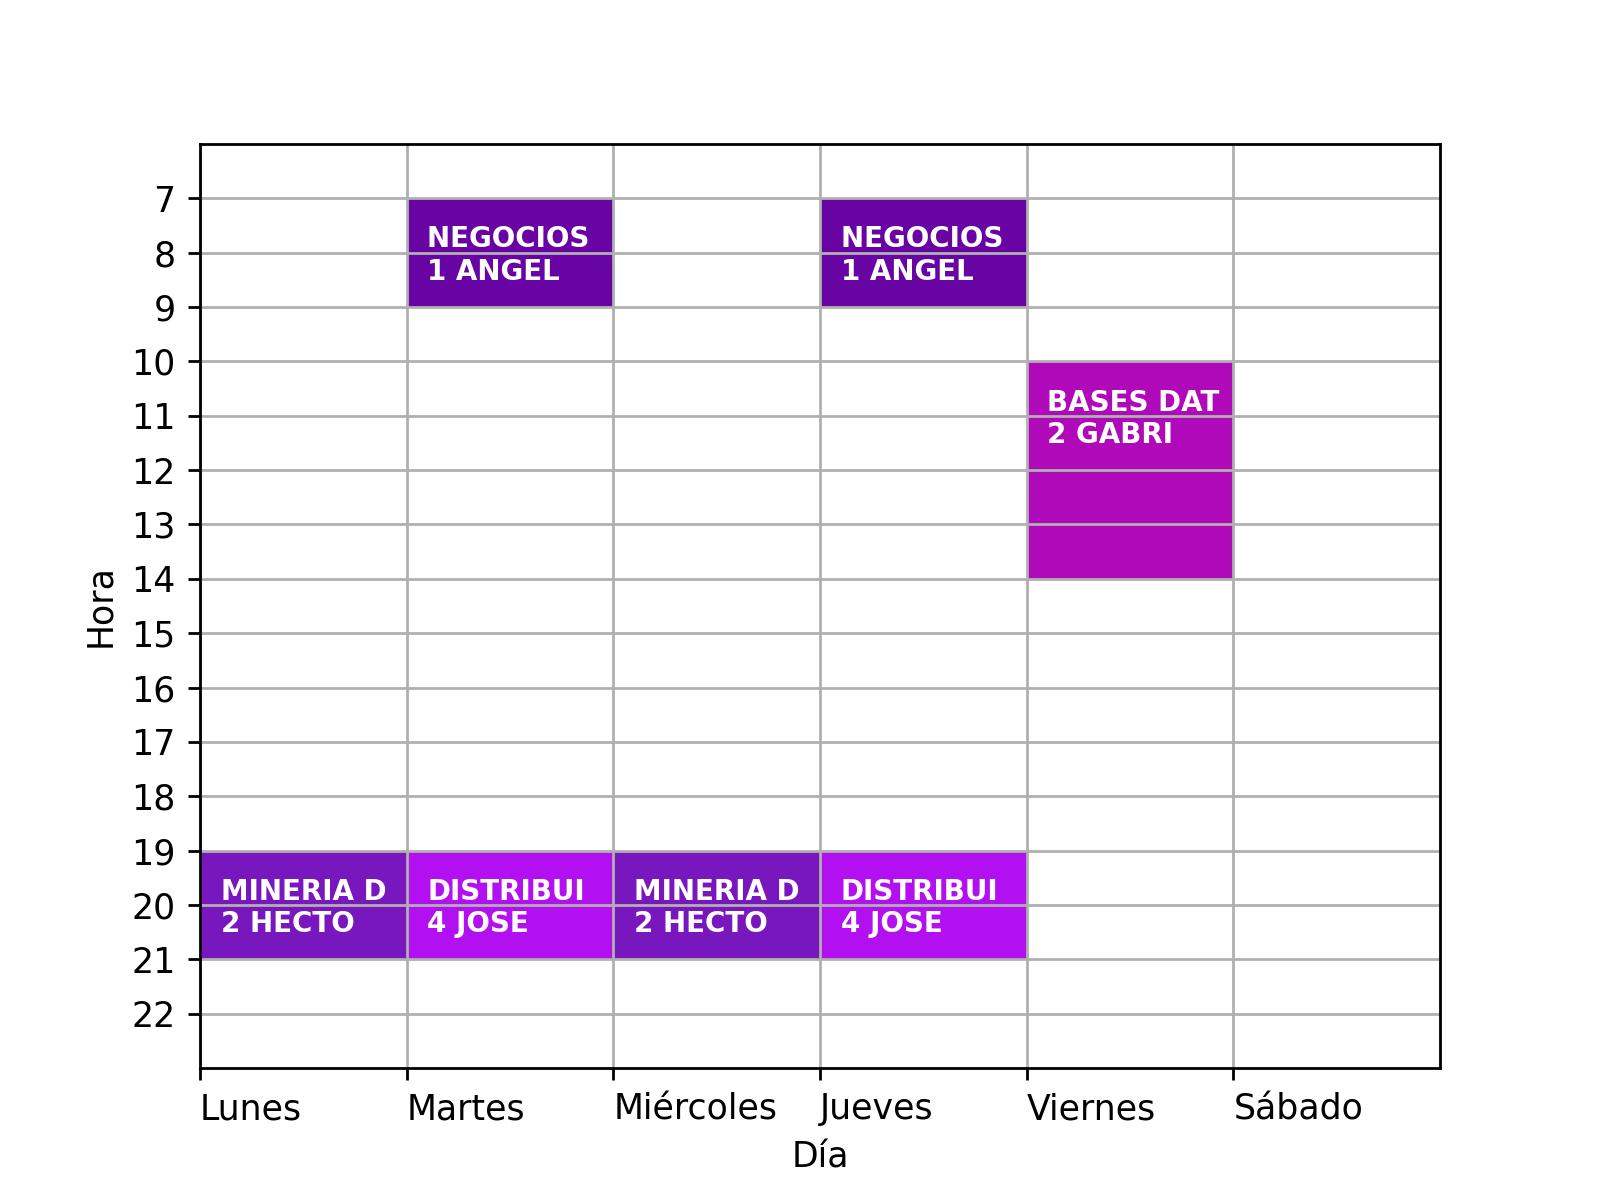 7
NEGOCIOS
1 ANGEL
NEGOCIOS
1 ANGEL
8
9
10
BASES DAT
2 GABRI
11
12
13
14
Hora
15
16
17
18
19
MINERIA D
2 HECTO
DISTRIBUI
4 JOSE
MINERIA D
2 HECTO
DISTRIBUI
4 JOSE
20
21
22
Lunes Martes Miércoles Jueves Viernes Sábado
Día